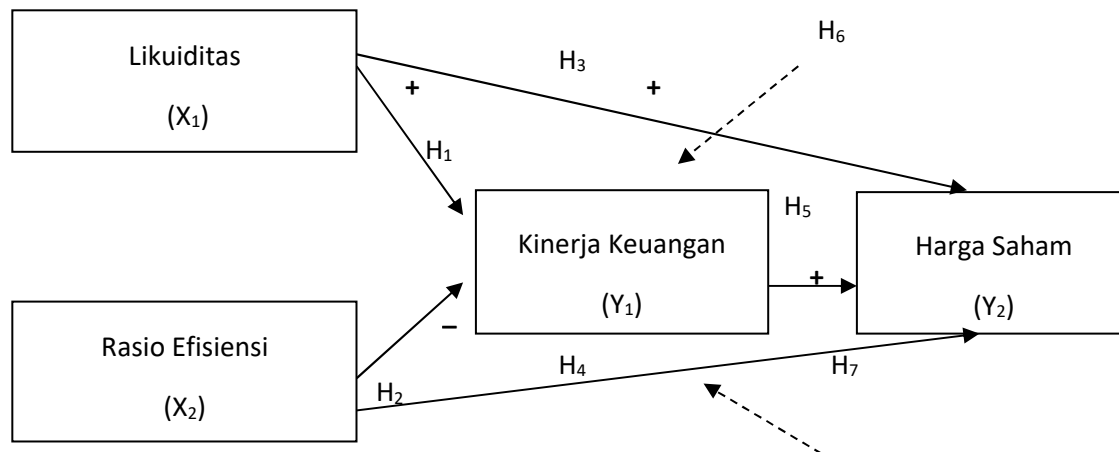 H₆
Likuiditas
(X₁)
H₃
+
+
H₁
Kinerja Keuangan
(Y₁)
H₅
+
Harga Saham
(Y₂)
Rasio Efisiensi
(X₂)
–
H₂
H₄
H₇